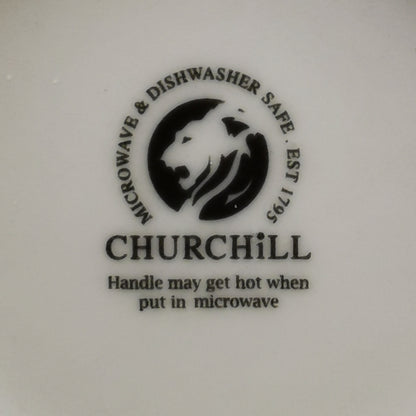 MICROWAVE & DISHWASHER SAFE . EST 1795
CHURCHiLL
Handle may get hot when
put in microwave